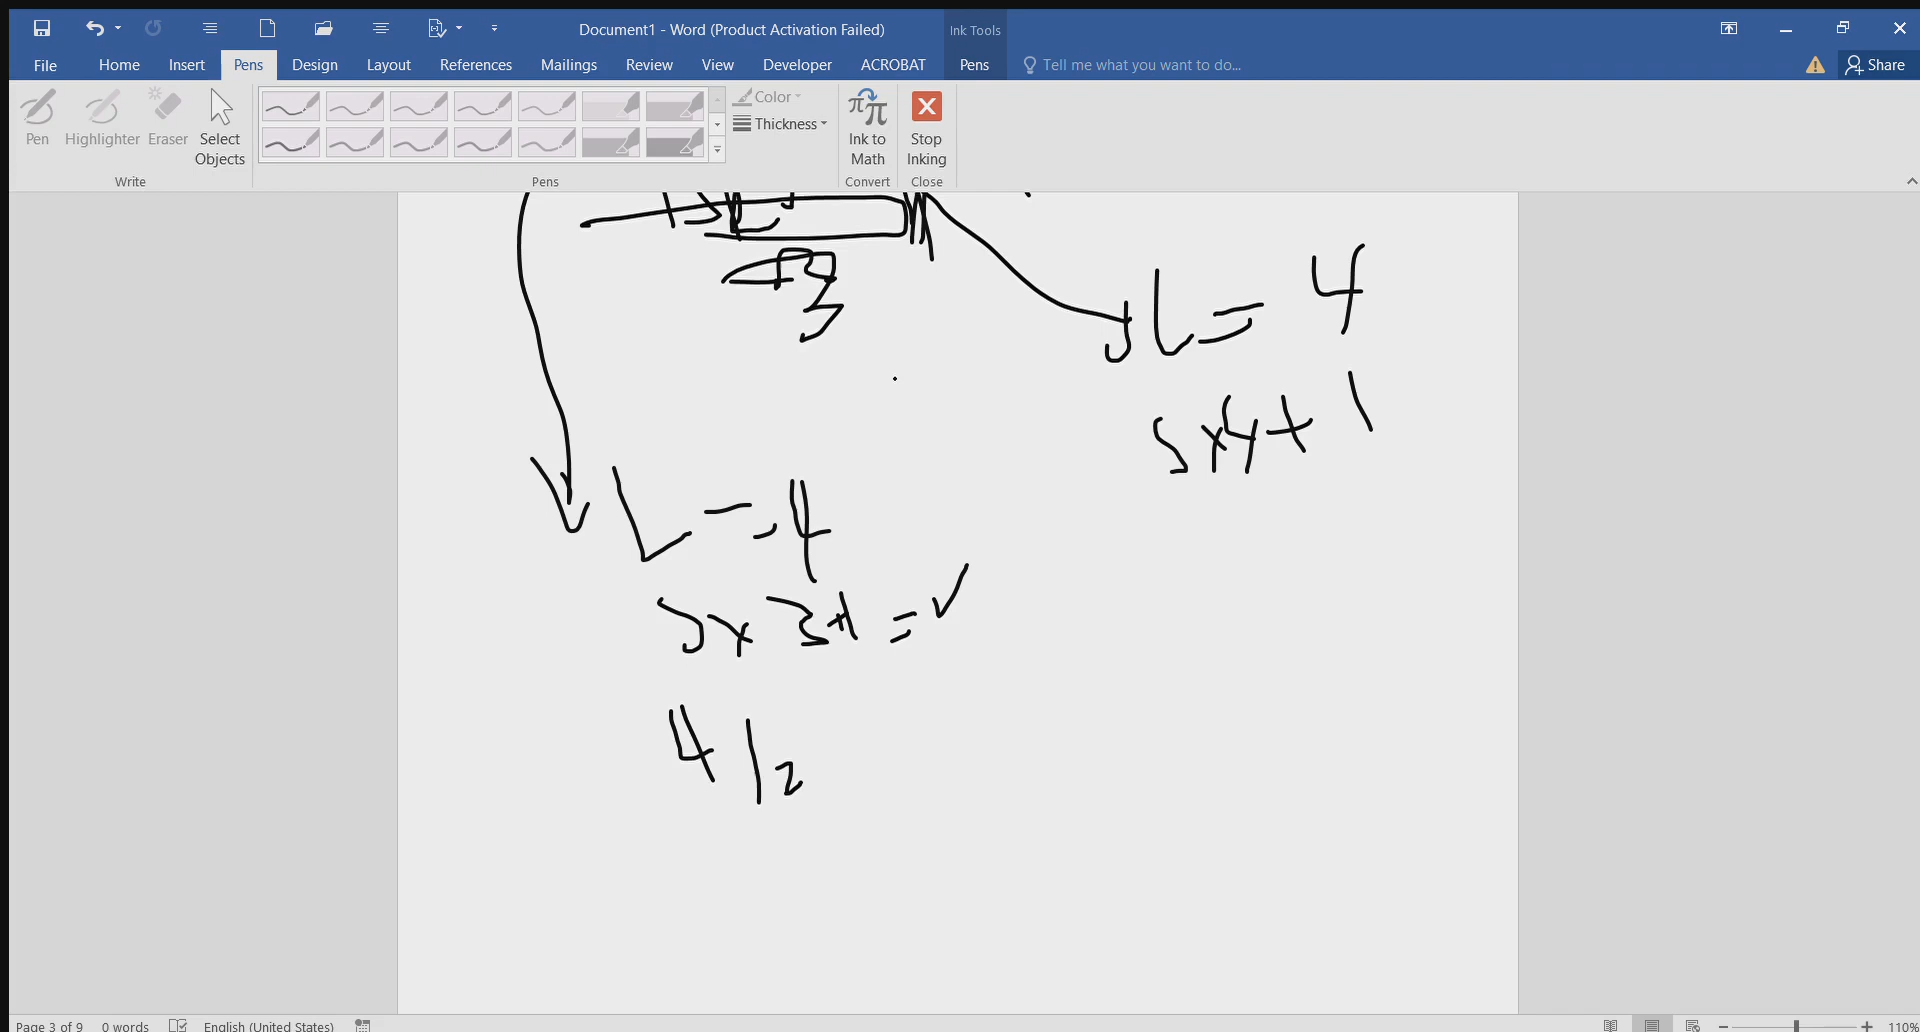 Document1 - Word (Product Activation Failed)
Ink Tools
File Home Insert Pens Design Layout References Mailings Review View Developer ACROBAT Pens Tell me what you want to do... Share
Pen Highlighter Eraser Select Objects
Color
Thickness
Ink to Math
Stop Inking
Write Pens Convert Close
3
L = 4
5x4+1
L = 4
5x3+1 = ✓
4 1/2
Page 3 of 9 0 words English (United States) 110%